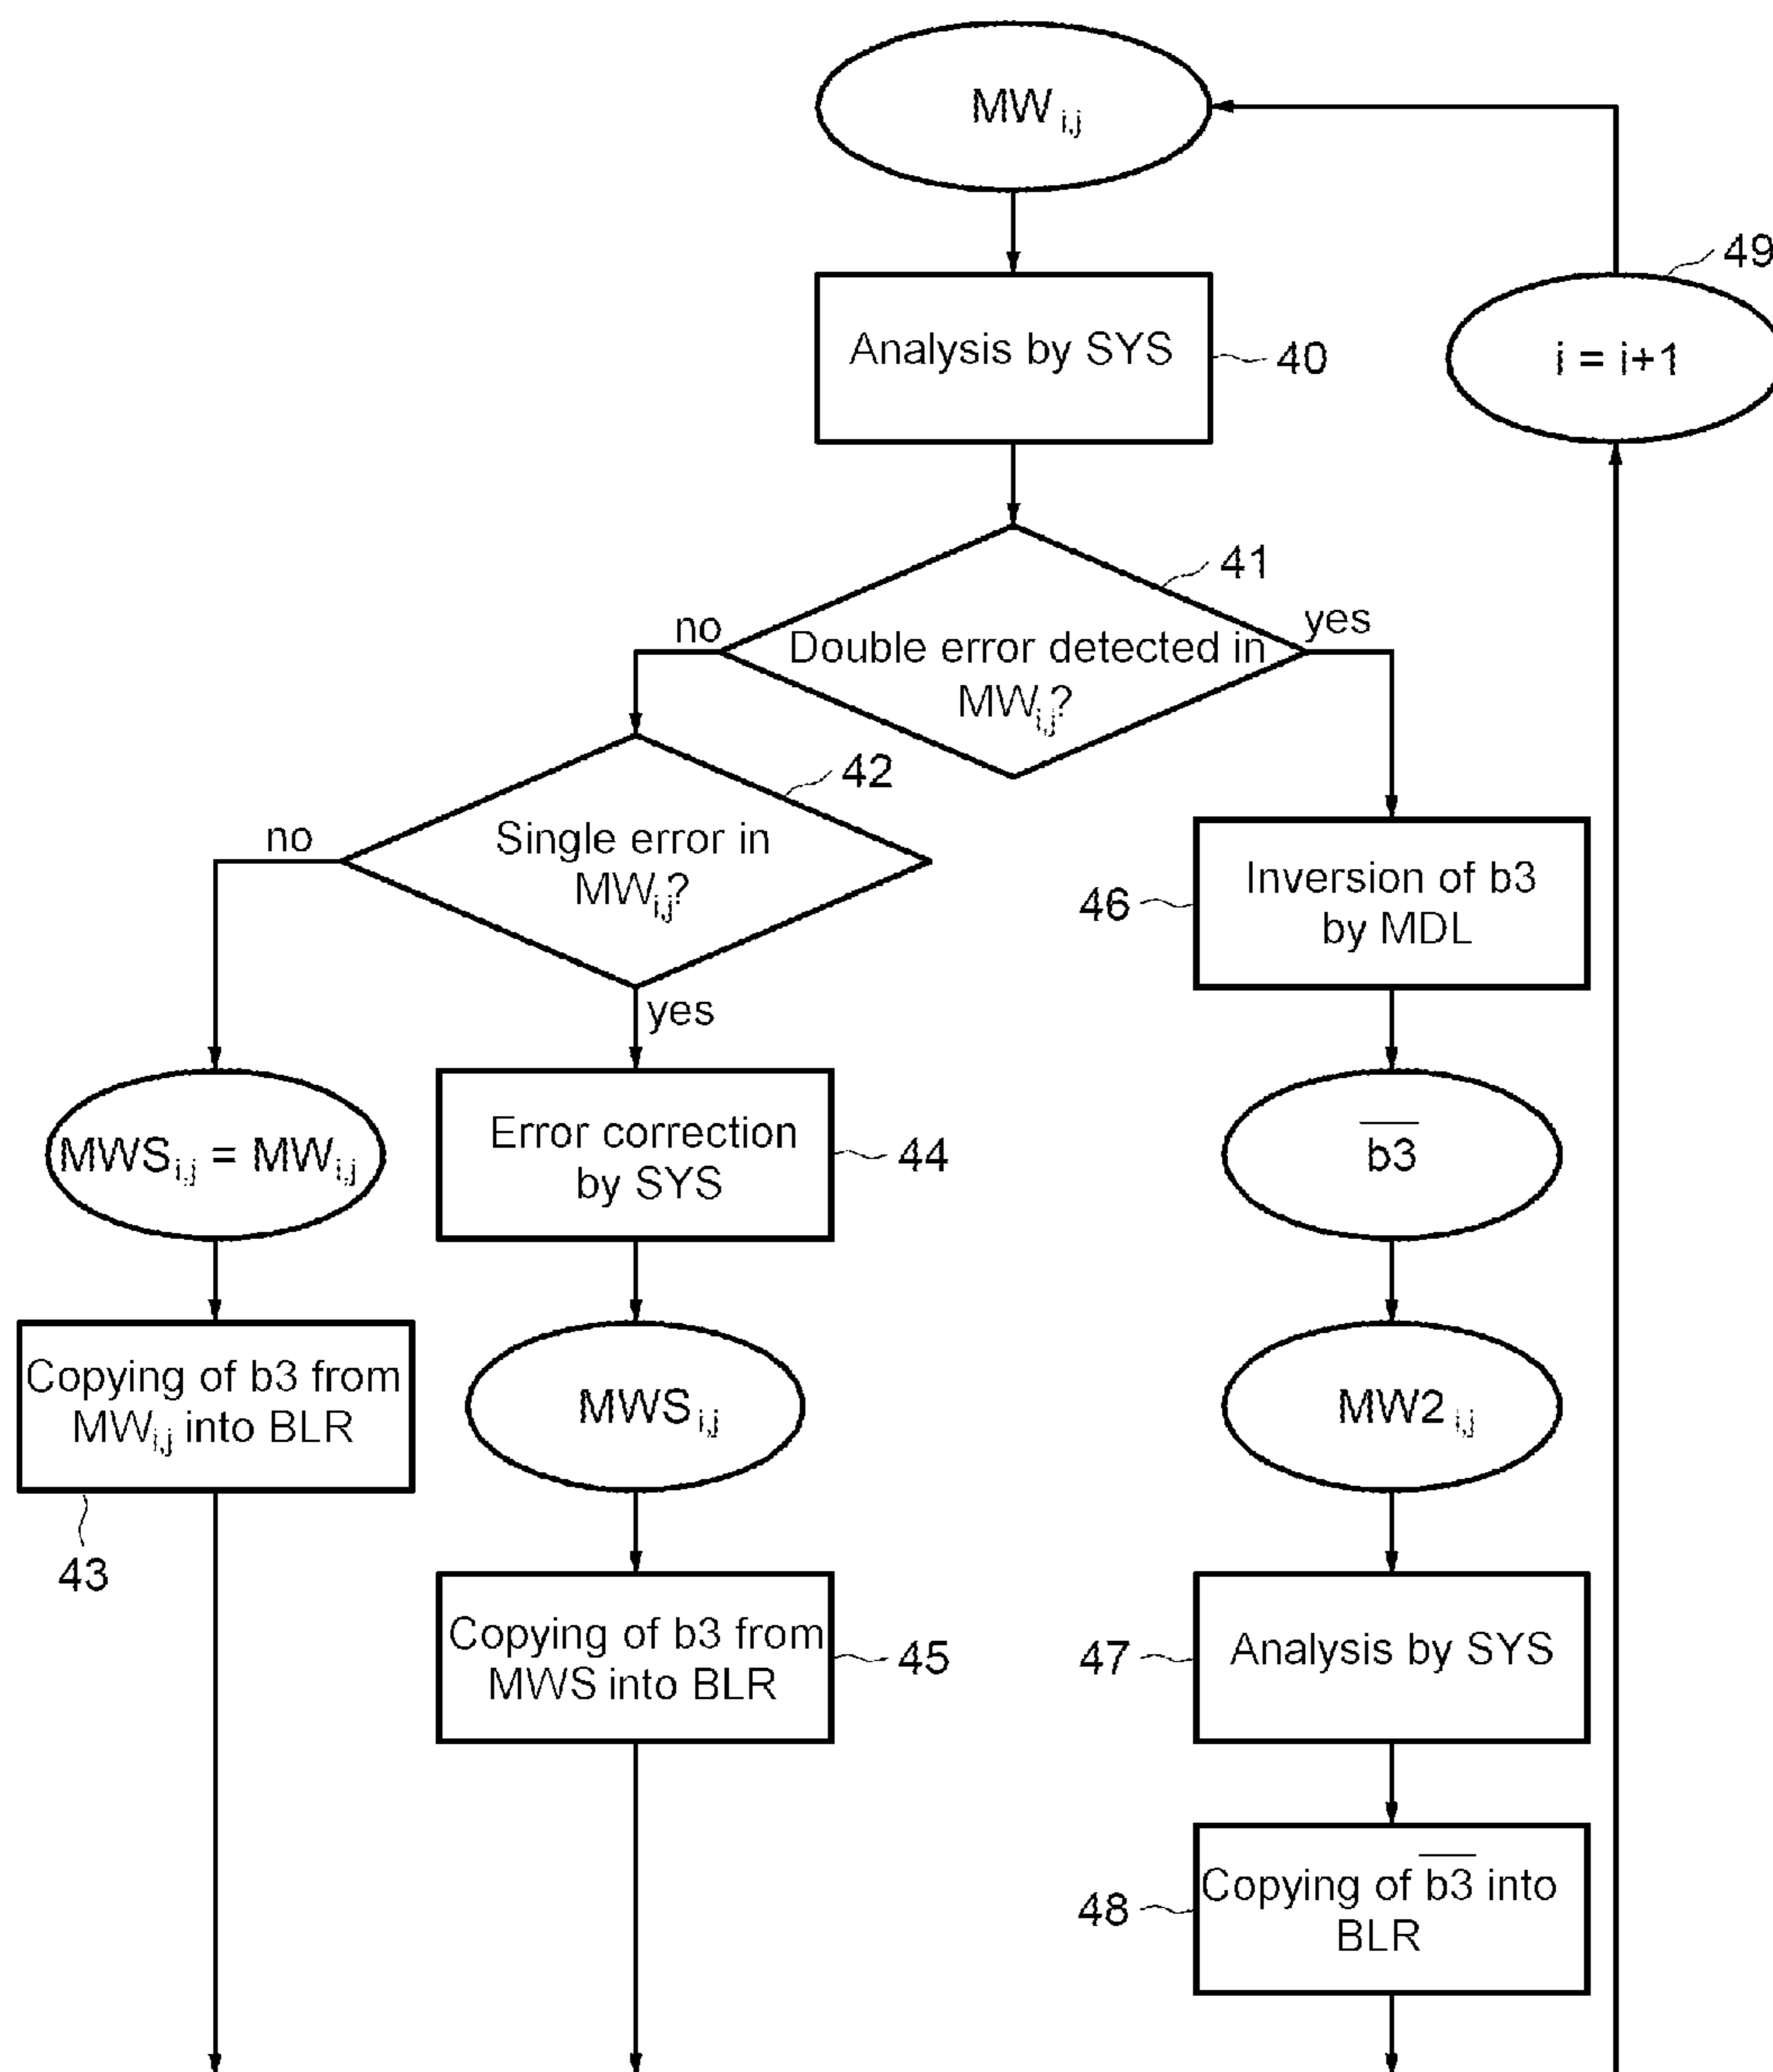 MW i,j
49
Analysis by SYS
40
i = i+1
41
no
yes
Double error detected in
MWi,j?
42
no
Single error in
MWi,j?
46
Inversion of b3
by MDL
yes
MWSi,j = MWi,j
Error correction
by SYS
44
b3
Copying of b3 from
MWi,j into BLR
43
MWS i,j
MW2 i,j
Copying of b3 from
MWS into BLR
45
47
Analysis by SYS
48
Copying of b3 into
BLR